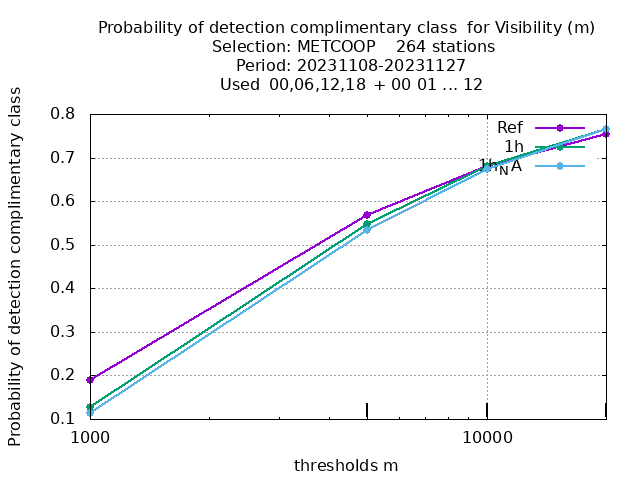 Probability of detection complimentary class  for Visibility (m)
Selection: METCOOP    264 stations
Period: 20231108-20231127
Used  00,06,12,18  + 00 01 ... 12
Probability of detection complimentary class
0.8
0.7
0.6
0.5
0.4
0.3
0.2
0.1
Ref
1h
1hNA
1000
10000
thresholds m